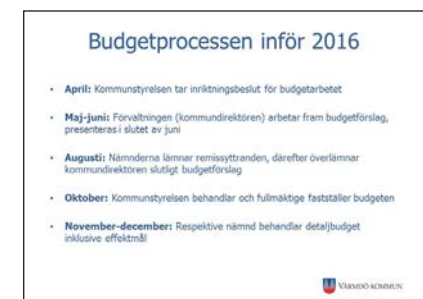 Budgetprocessen inför 2016
• April: Kommunstyrelsen tar inriktningsbeslut för budgetarbetet
• Maj-juni: Förvaltningen (kommundirektören) arbetar fram budgetförslag,
presenteras i slutet av juni
• Augusti: Nämnderna lämnar remissyttranden, därefter överlämnar
kommundirektören slutligt budgetförslag
• Oktober: Kommunstyrelsen behandlar och fullmäktige fastställer budgeten
• November-december: Respektive nämnd behandlar detaljbudget
inklusive effektmål
VÄRMDÖ KOMMUN